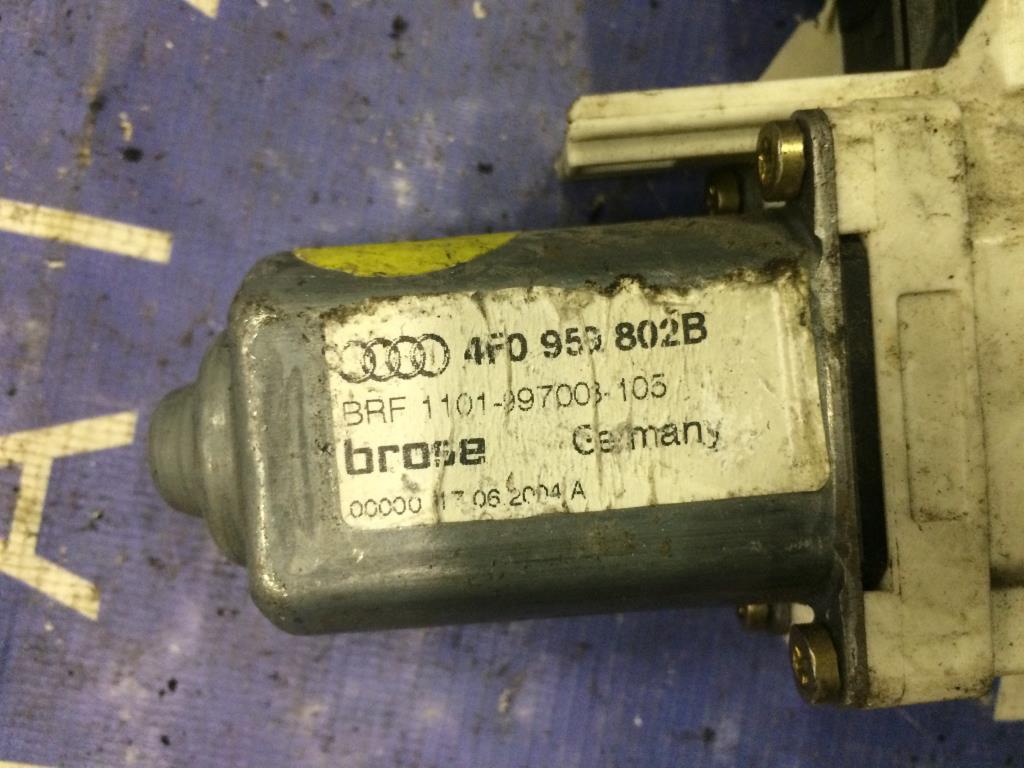 4F0 959 802B
BRF 1101-997003-105
brose Germany
00000 17.06.2004 A